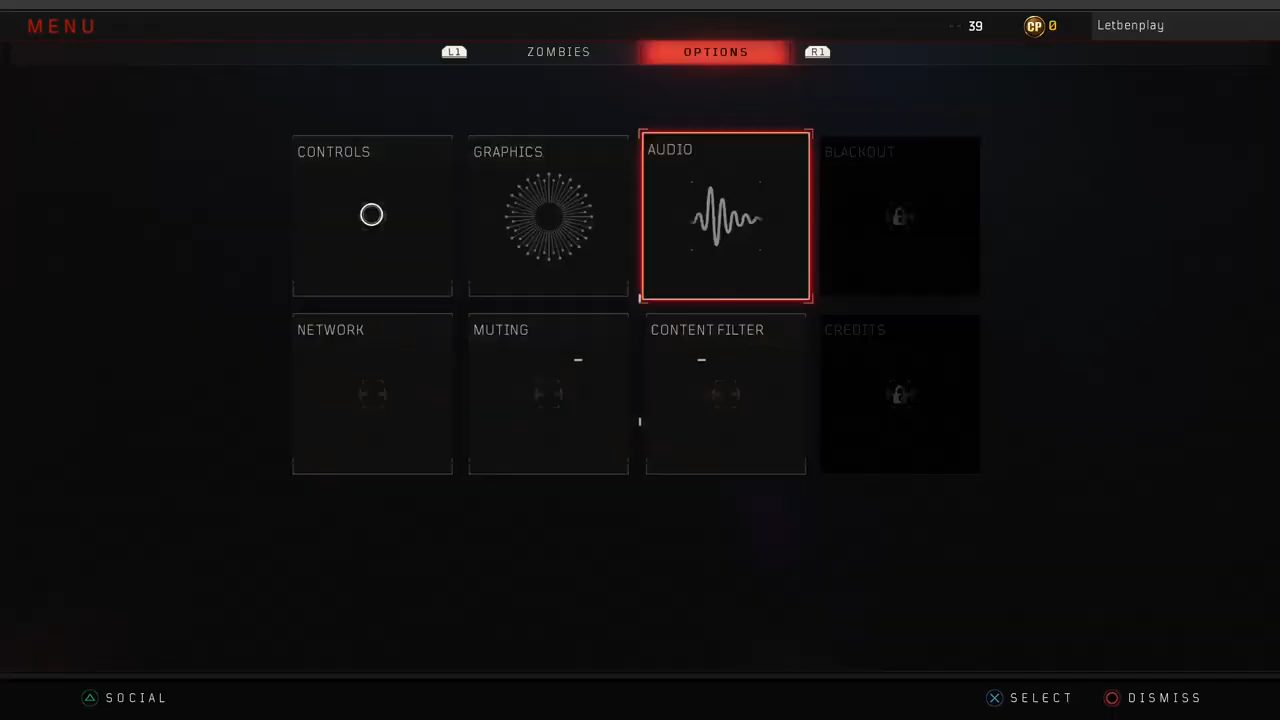 MENU
39
CP 0
Letbenplay
L1
ZOMBIES
OPTIONS
R1
CONTROLS
GRAPHICS
AUDIO
BLACKOUT
NETWORK
MUTING
CONTENT FILTER
CREDITS
SOCIAL
SELECT
DISMISS